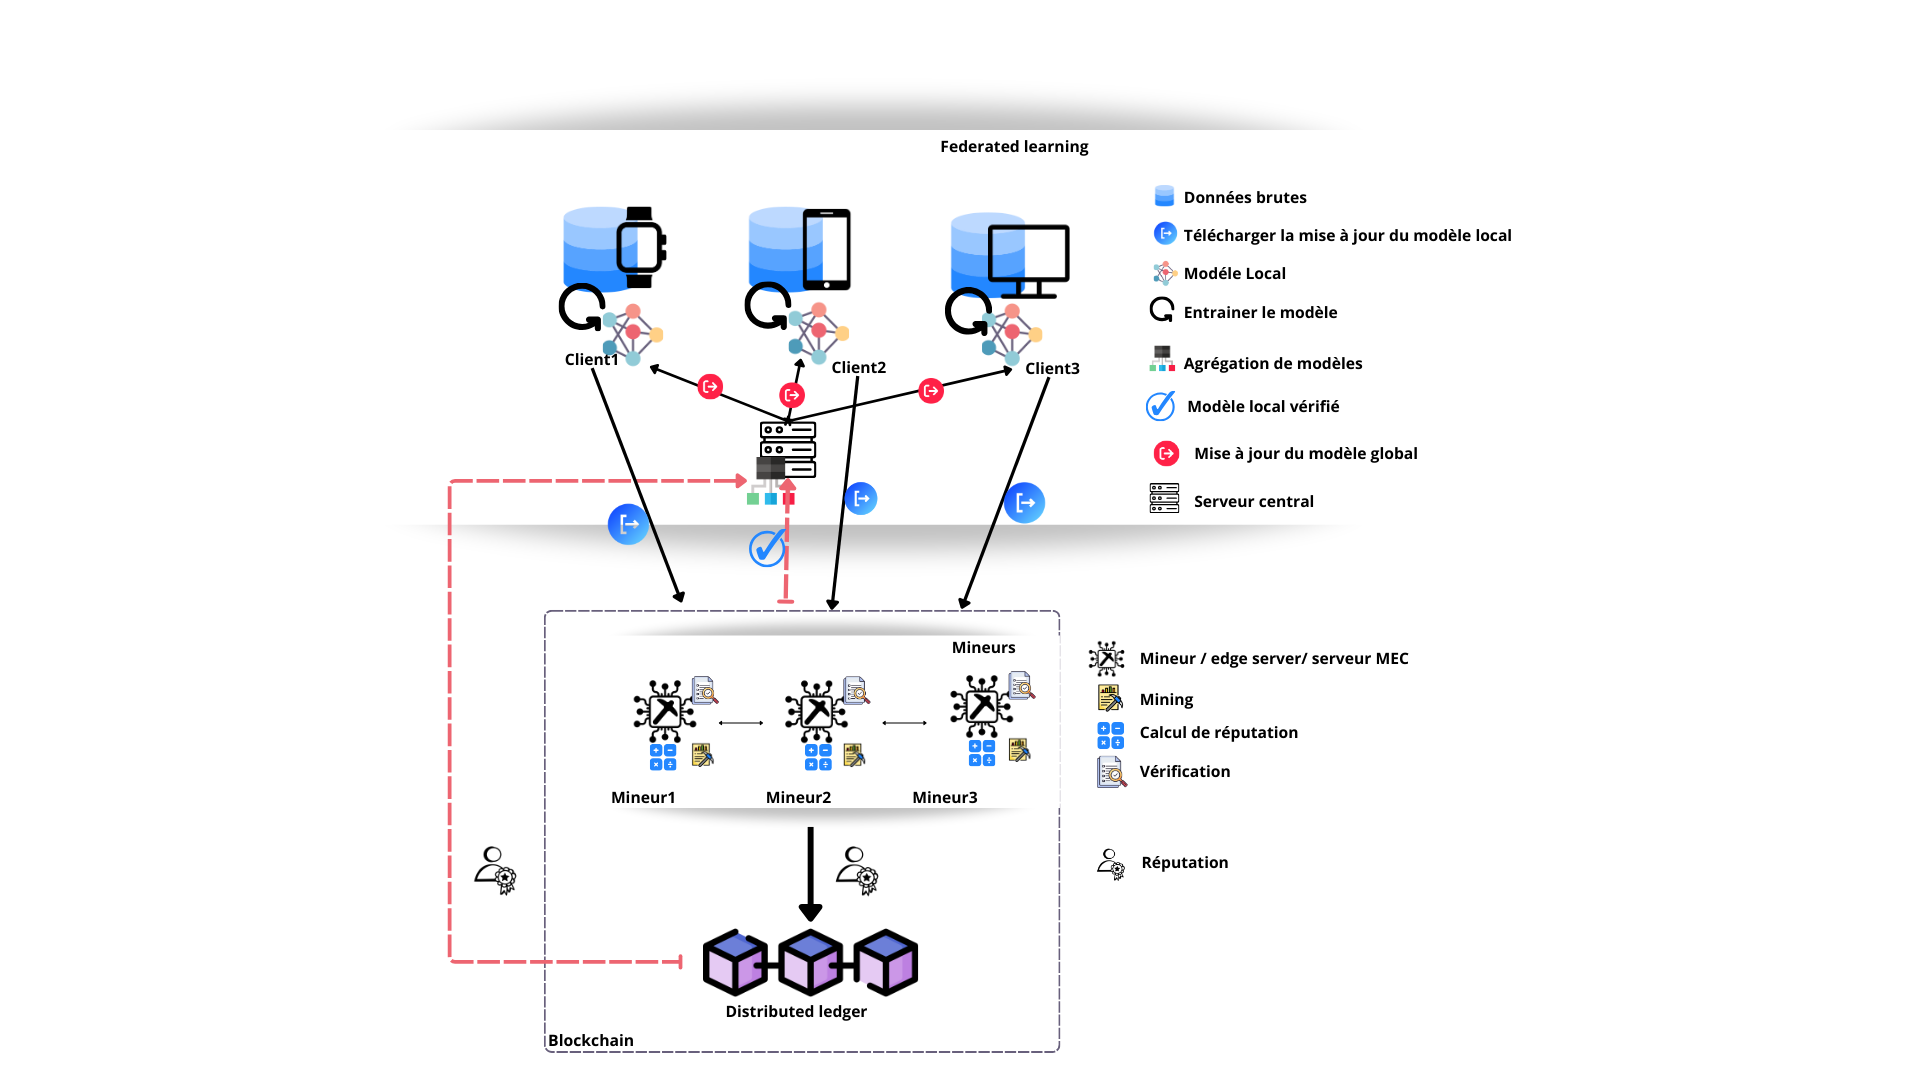 Federated learning
Données brutes
Télécharger la mise à jour du modèle local
Modéle Local
Entrainer le modèle
Client1
Client2
Client3
Agrégation de modèles
Modèle local vérifié
Mise à jour du modèle global
Serveur central
Mineurs
Mineur / edge server/ serveur MEC
Mining
Calcul de réputation
Vérification
Mineur1
Mineur2
Mineur3
Réputation
Distributed ledger
Blockchain